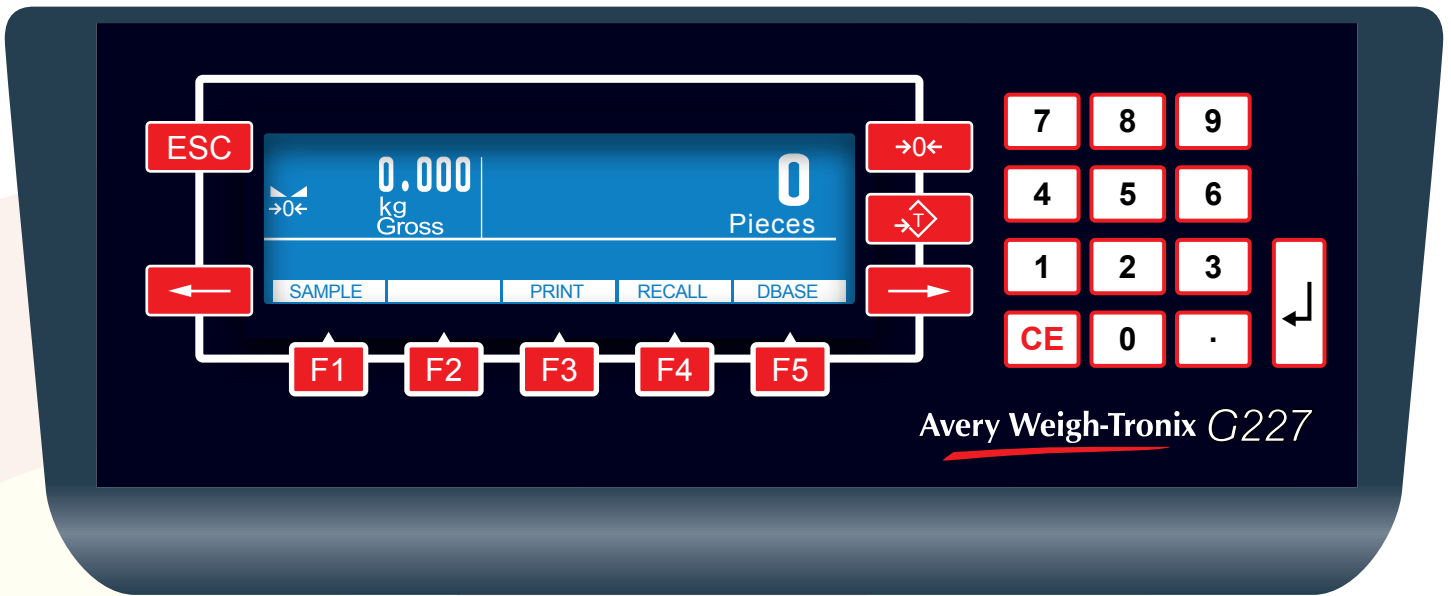 ESC
0.000
kg
Gross
→0←
0
Pieces
SAMPLE
PRINT
RECALL
DBASE
→0←
→T
F1
F2
F3
F4
F5
7 8 9
4 5 6
1 2 3
CE 0 .
Avery Weigh-Tronix G227